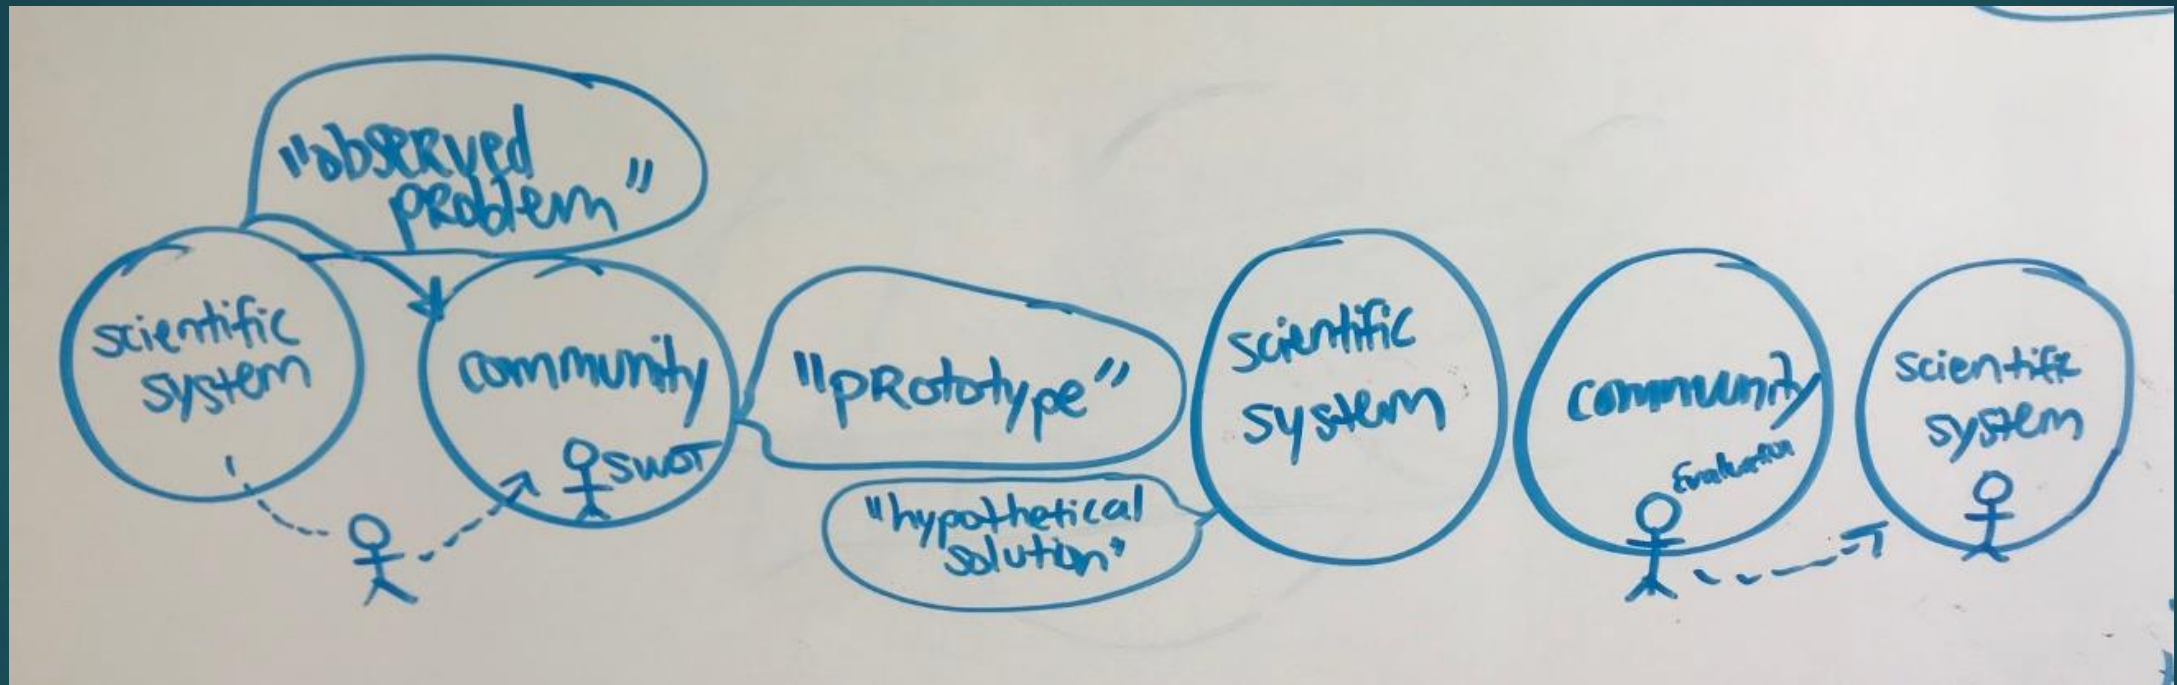 "observed
problem"
scientific
system
community
SWOT
"prototype"
"hypothetical
solution"
scientific
system
community
Evaluation
scientific
system